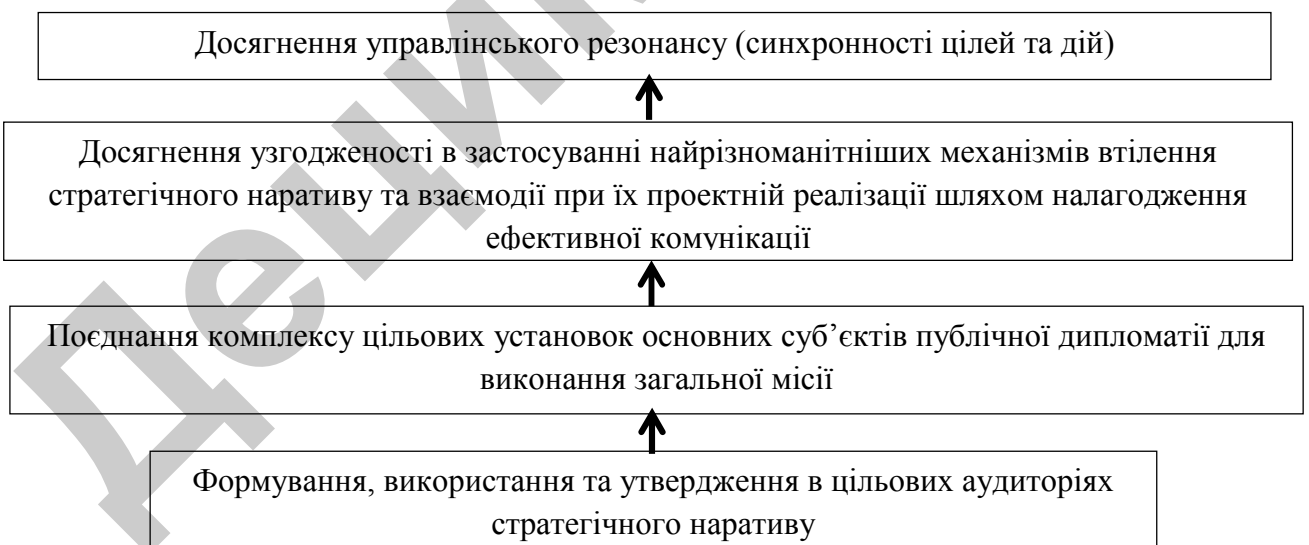 Досягнення управлінського резонансу (синхронності цілей та дій)
Досягнення узгодженості в застосуванні найрізноманітніших механізмів втілення
стратегічного наративу та взаємодії при їх проектній реалізації шляхом налагодження
ефективної комунікації
Поєднання комплексу цільових установок основних суб’єктів публічної дипломатії для
виконання загальної місії
Формування, використання та утвердження в цільових аудиторіях
стратегічного наративу